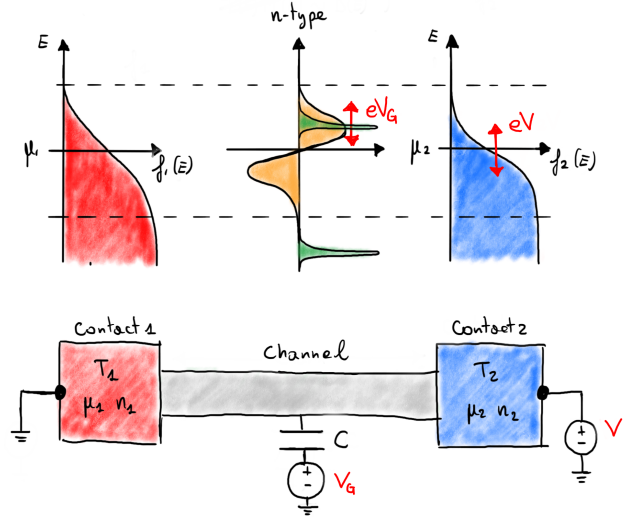 n-type
E
E
eV_G
eV
μ₁
f₁(E)
μ₂
f₂(E)
Contact 1
Channel
Contact 2
T₁
μ₁ n₁
T₂
μ₂ n₂
C
V_G
V
+
-
+
-